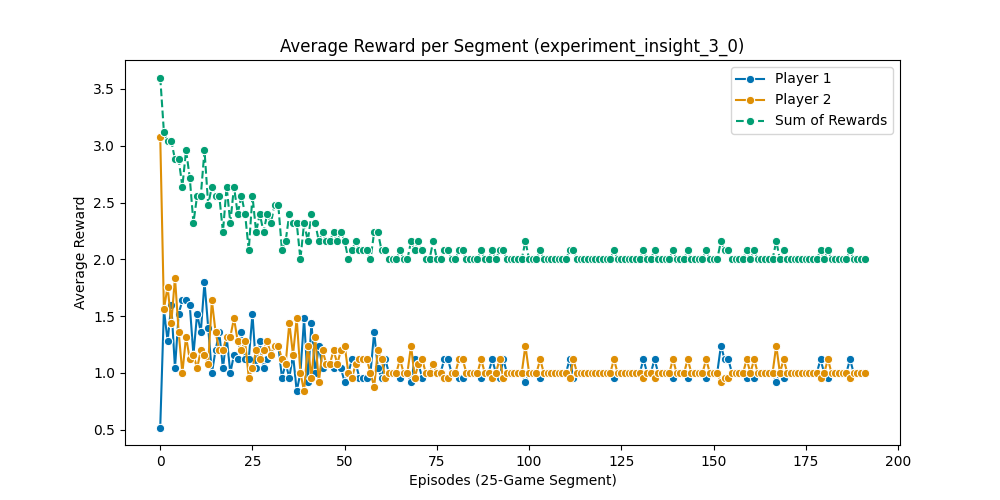 Average Reward per Segment (experiment_insight_3_0)
Player 1
Player 2
Sum of Rewards
Average Reward
3.5
3.0
2.5
2.0
1.5
1.0
0.5
0 25 50 75 100 125 150 175 200
Episodes (25-Game Segment)